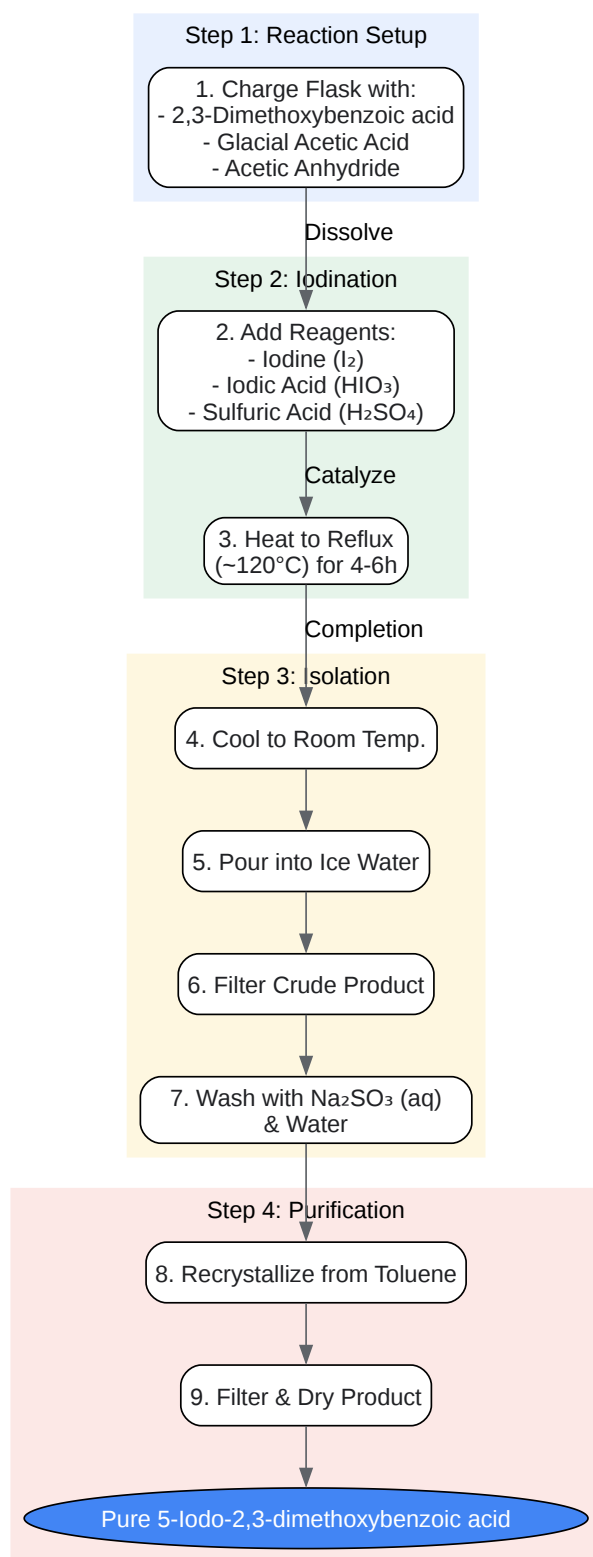 Step 1: Reaction Setup
1. Charge Flask with:
- 2,3-Dimethoxybenzoic acid
- Glacial Acetic Acid
- Acetic Anhydride
Dissolve
Step 2: Iodination
2. Add Reagents:
- Iodine (I₂)
- Iodic Acid (HIO₃)
- Sulfuric Acid (H₂SO₄)
Catalyze
3. Heat to Reflux
(~120°C) for 4-6h
Completion
Step 3: Isolation
4. Cool to Room Temp.
5. Pour into Ice Water
6. Filter Crude Product
7. Wash with Na₂SO₃ (aq)
& Water
Step 4: Purification
8. Recrystallize from Toluene
9. Filter & Dry Product
Pure 5-Iodo-2,3-dimethoxybenzoic acid